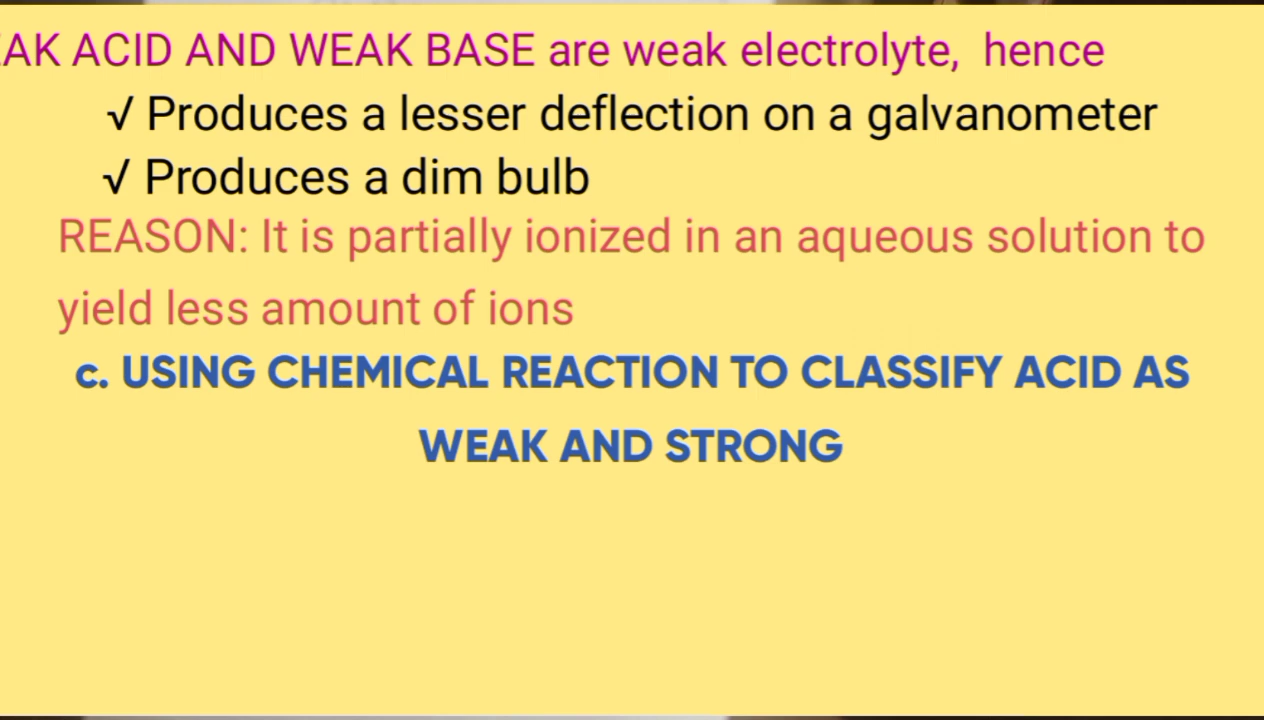 AK ACID AND WEAK BASE are weak electrolyte, hence
√ Produces a lesser deflection on a galvanometer
√ Produces a dim bulb
REASON: It is partially ionized in an aqueous solution to
yield less amount of ions
c. USING CHEMICAL REACTION TO CLASSIFY ACID AS
WEAK AND STRONG